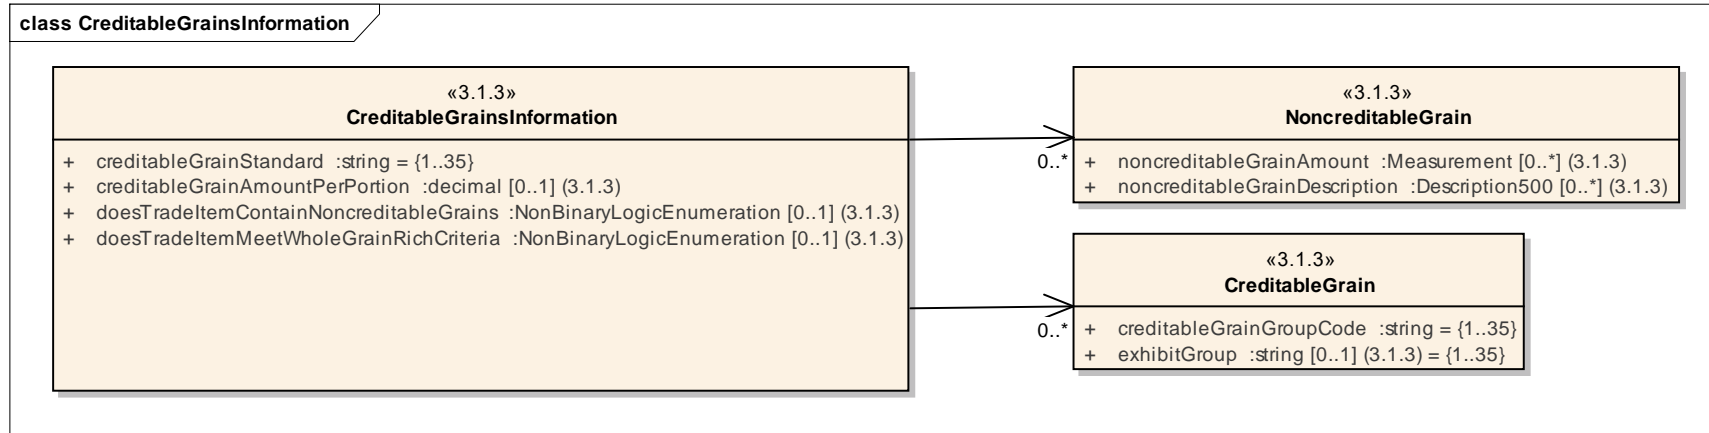 class CreditableGrainsInformation
«3.1.3»
CreditableGrainsInformation
+ creditableGrainStandard :string = {1..35}
+ creditableGrainAmountPerPortion :decimal [0..1] (3.1.3)
+ doesTradeItemContainNoncreditableGrains :NonBinaryLogicEnumeration [0..1] (3.1.3)
+ doesTradeItemMeetWholeGrainRichCriteria :NonBinaryLogicEnumeration [0..1] (3.1.3)
0..*
«3.1.3»
NoncreditableGrain
+ noncreditableGrainAmount :Measurement [0..*] (3.1.3)
+ noncreditableGrainDescription :Description500 [0..*] (3.1.3)
0..*
«3.1.3»
CreditableGrain
+ creditableGrainGroupCode :string = {1..35}
+ exhibitGroup :string [0..1] (3.1.3) = {1..35}